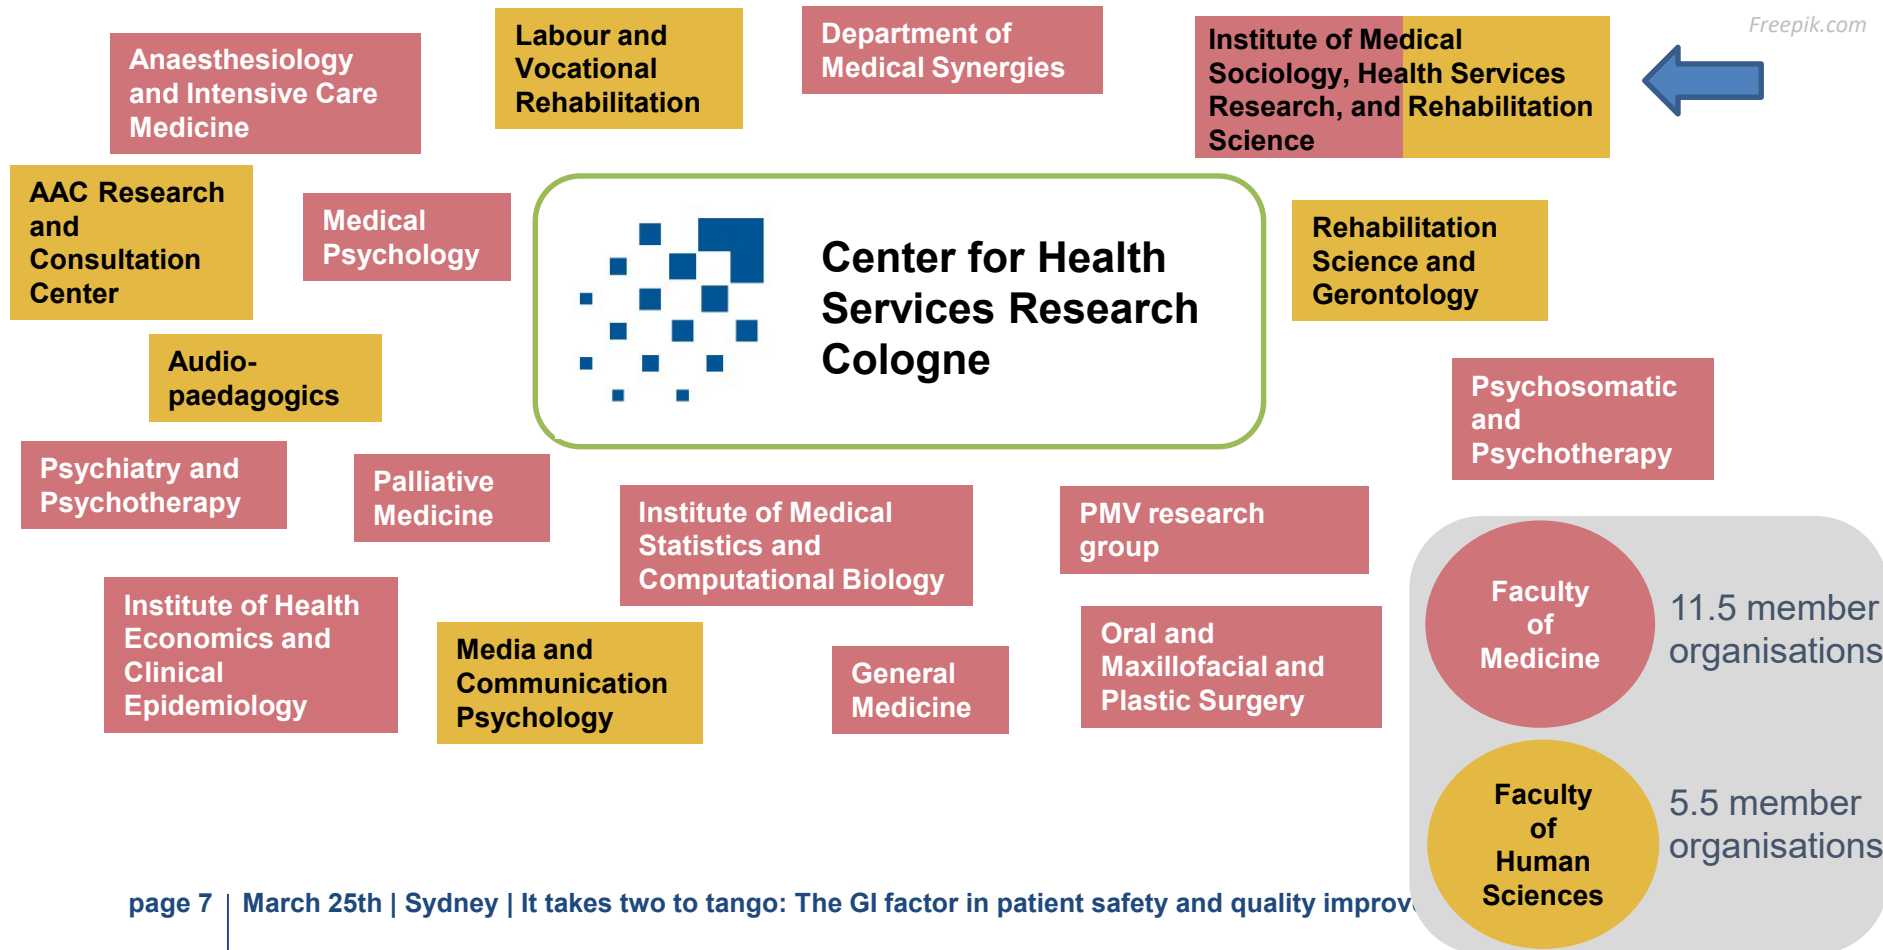 Freepik.com
Anaesthesiology
and Intensive Care
Medicine
Labour and
Vocational
Rehabilitation
Department of
Medical Synergies
Institute of Medical
Sociology, Health Services
Research, and Rehabilitation
Science
AAC Research
and
Consultation
Center
Medical
Psychology
Center for Health
Services Research
Cologne
Rehabilitation
Science and
Gerontology
Audio-
paedagogics
Psychosomatic
and
Psychotherapy
Psychiatry and
Psychotherapy
Palliative
Medicine
Institute of Medical
Statistics and
Computational Biology
PMV research
group
Institute of Health
Economics and
Clinical
Epidemiology
Media and
Communication
Psychology
General
Medicine
Oral and
Maxillofacial and
Plastic Surgery
Faculty
of
Medicine
11.5 member
organisations
Faculty
of
Human
Sciences
5.5 member
organisations
page 7 | March 25th | Sydney | It takes two to tango: The GI factor in patient safety and quality improv